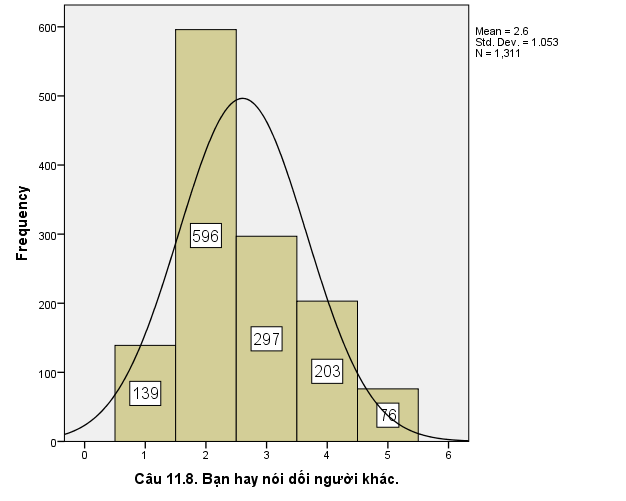 Mean = 2.6
Std. Dev. = 1.053
N = 1,311
Frequency
600
500
400
300
200
100
0
596
297
203
139
76
0 1 2 3 4 5 6
Câu 11.8. Bạn hay nói dối người khác.